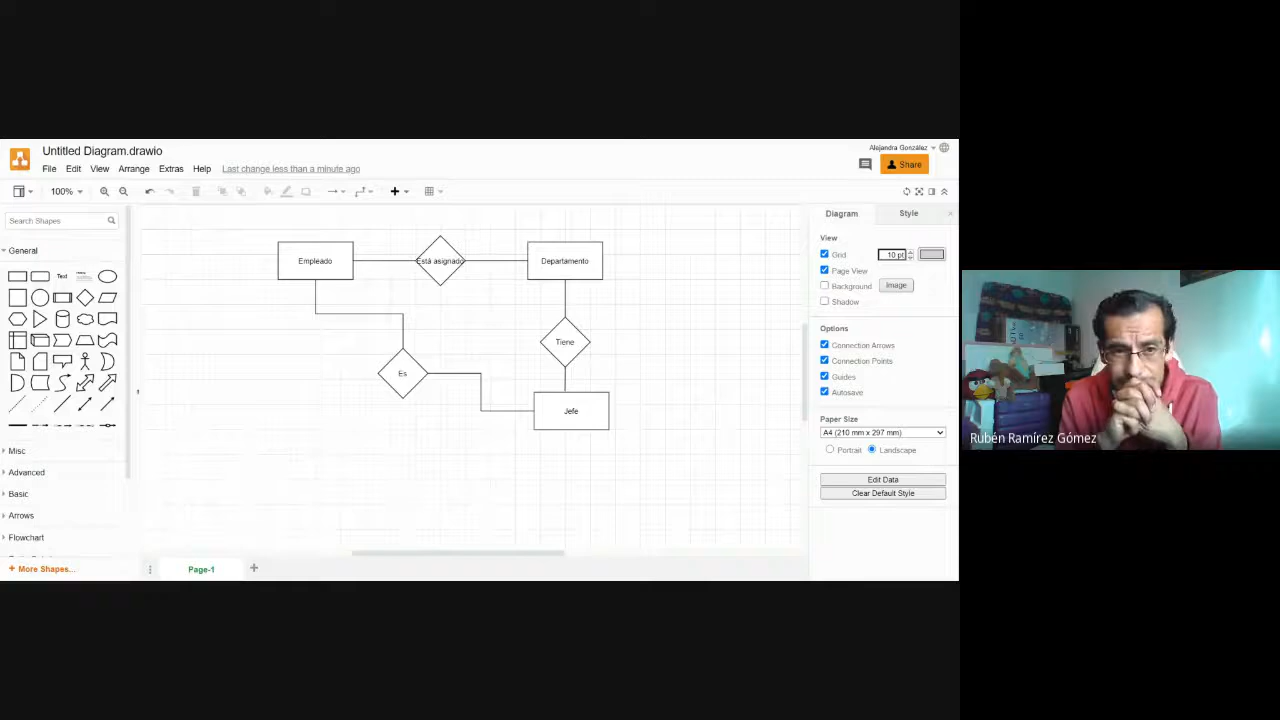 Untitled Diagram.drawio
Alejandra González
File Edit View Arrange Extras Help Last change less than a minute ago
Share
100%
Search Shapes
Diagram Style
General
Text
View
Grid 10 pt
Page View
Background Image
Shadow
Options
Connection Arrows
Connection Points
Guides
Autosave
Paper Size
A4 (210 mm x 297 mm)
Portrait Landscape
Edit Data
Clear Default Style
Empleado Está asignado Departamento
Tiene
Es
Jefe
Misc
Advanced
Basic
Arrows
Flowchart
+ More Shapes...
Page-1
Rubén Ramírez Gómez